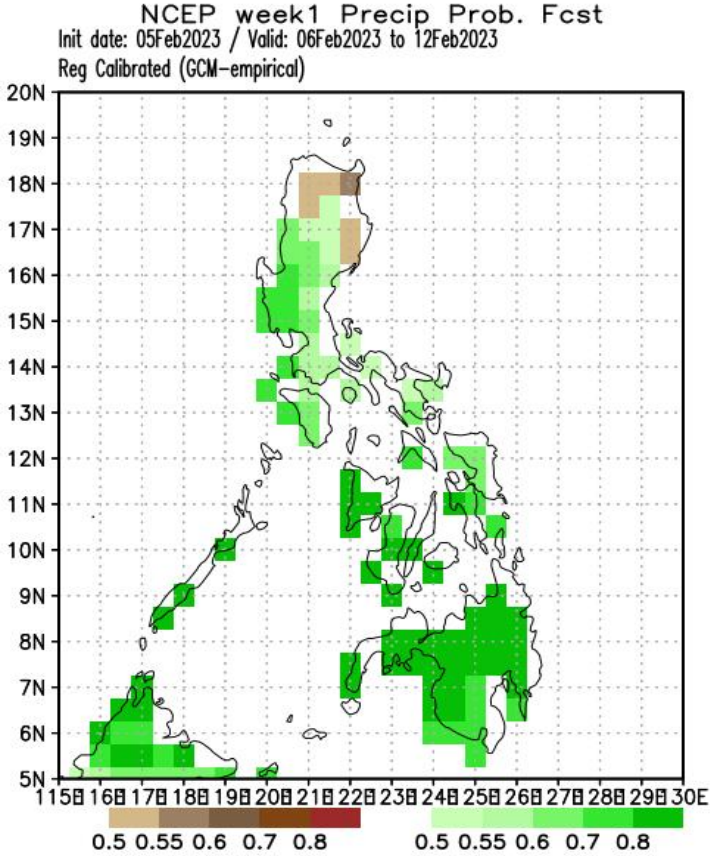 NCEP week1 Precip Prob. Fcst
Init date: 05Feb2023 / Valid: 06Feb2023 to 12Feb2023
Reg Calibrated (GCM-empirical)
20N
19N
18N
17N
16N
15N
14N
13N
12N
11N
10N
9N
8N
7N
6N
5N
115E 116E 117E 118E 119E 120E 121E 122E 123E 124E 125E 126E 127E 128E 129E 130E
0.5 0.55 0.6 0.7 0.8 0.5 0.55 0.6 0.7 0.8